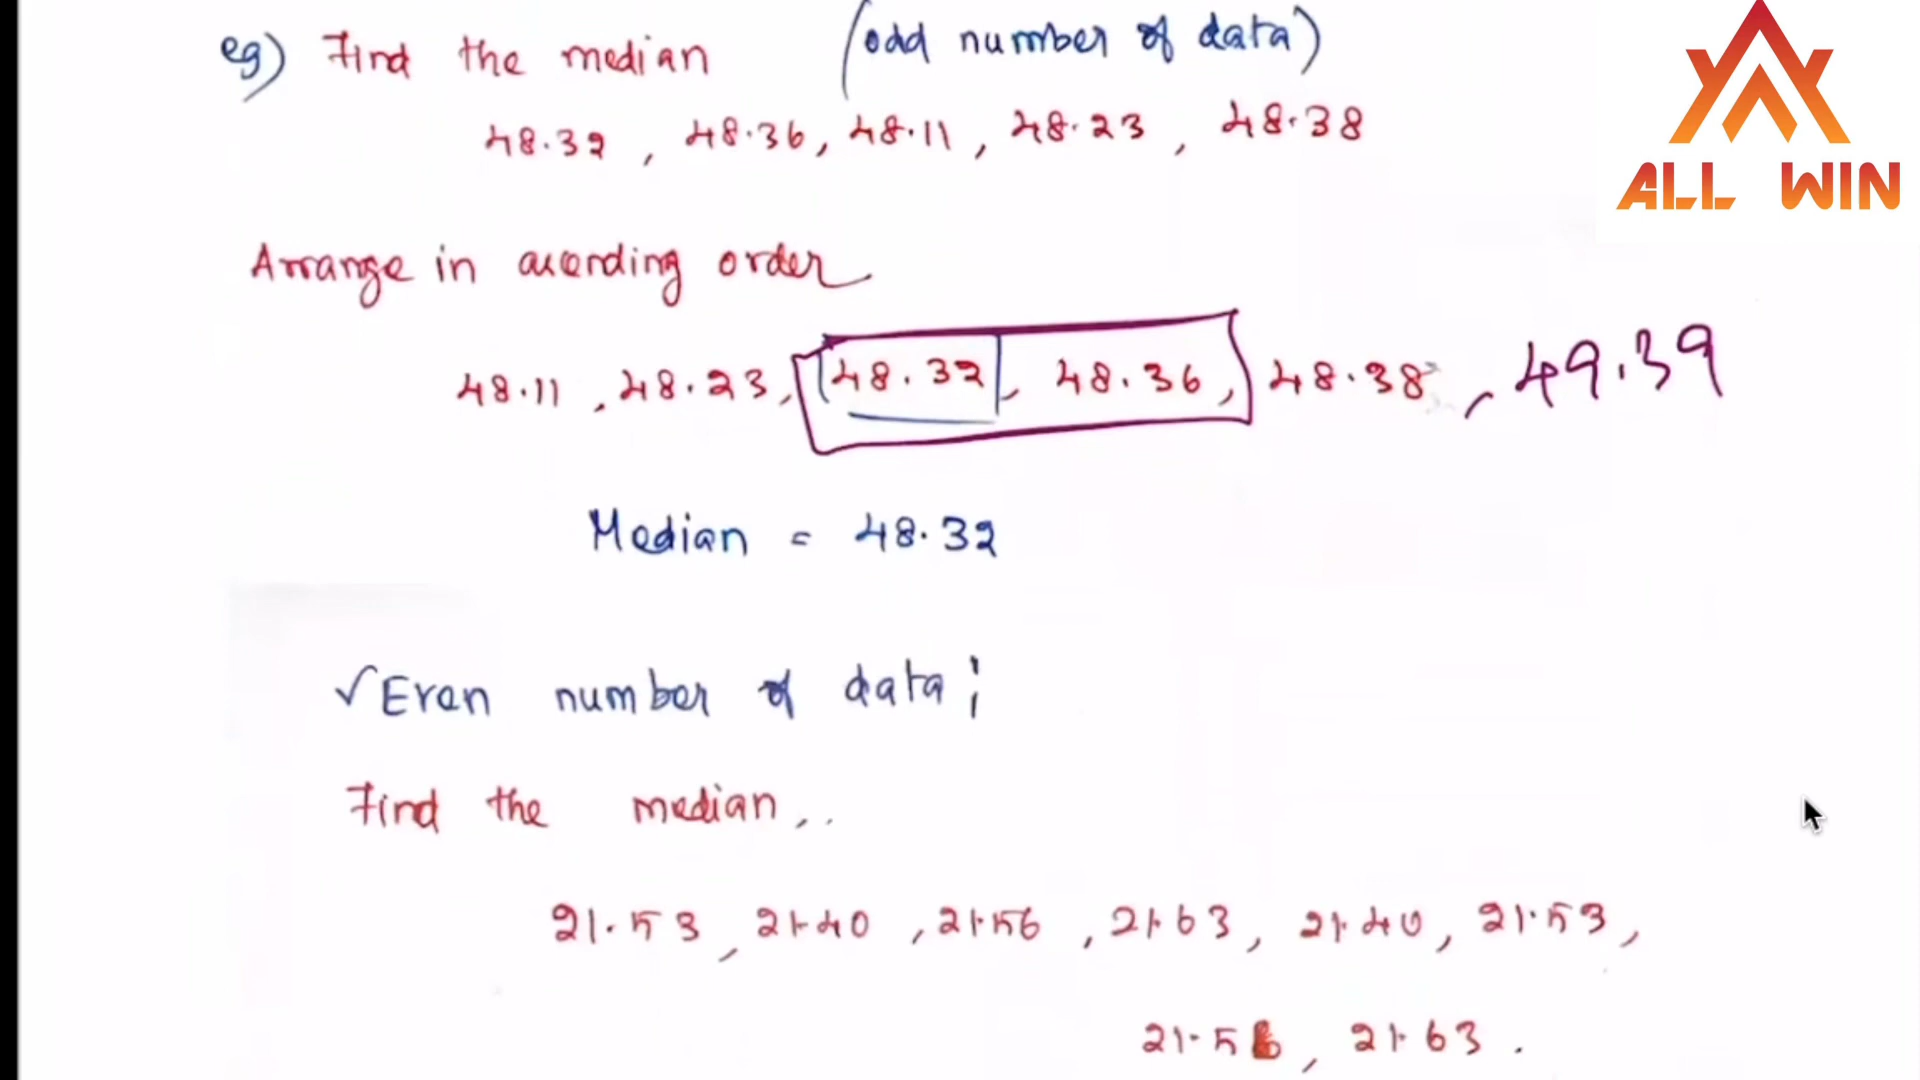 eg) Find the median (odd number of data)
48.32, 48.36, 48.11, 48.23, 48.38
ALL WIN
Arrange in acending order
48.11, 48.23, 48.32, 48.36, 48.38, 49.39
Median = 48.32
✓Even number of data;
Find the median,..
21.53, 21.40, 21.56, 21.63, 21.40, 21.53,
21.56, 21.63.